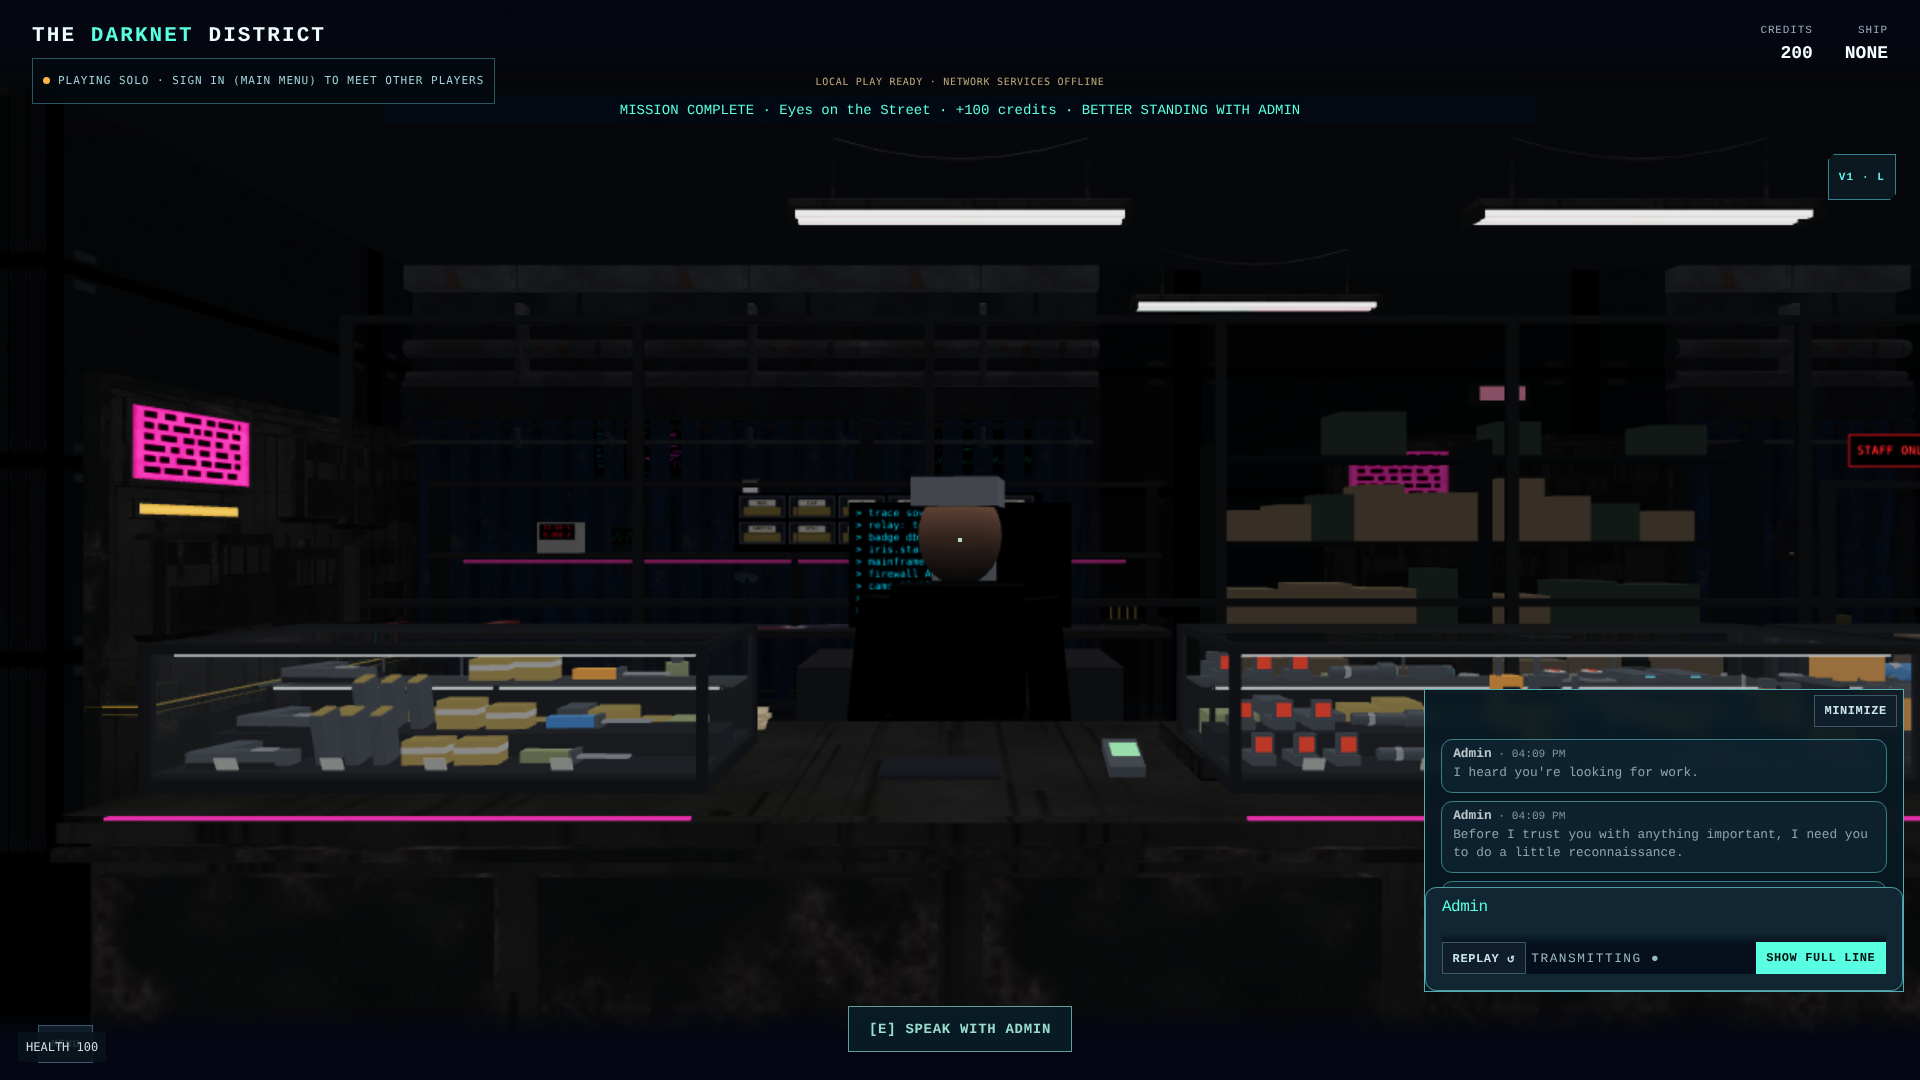 THE DARKNET DISTRICT
PLAYING SOLO · SIGN IN (MAIN MENU) TO MEET OTHER PLAYERS
LOCAL PLAY READY · NETWORK SERVICES OFFLINE
MISSION COMPLETE · Eyes on the Street · +100 credits · BETTER STANDING WITH ADMIN
CREDITS
200
SHIP
NONE
V1 · L
STAFF
> trace
> relay:
> badge
>
> mainframe
> firewall
>
MINIMIZE
Admin · 04:09 PM
I heard you're looking for work.
Admin · 04:09 PM
Before I trust you with anything important, I need you
to do a little reconnaissance.
Admin
REPLAY ↺
TRANSMITTING ●
SHOW FULL LINE
[E] SPEAK WITH ADMIN
HEALTH 100